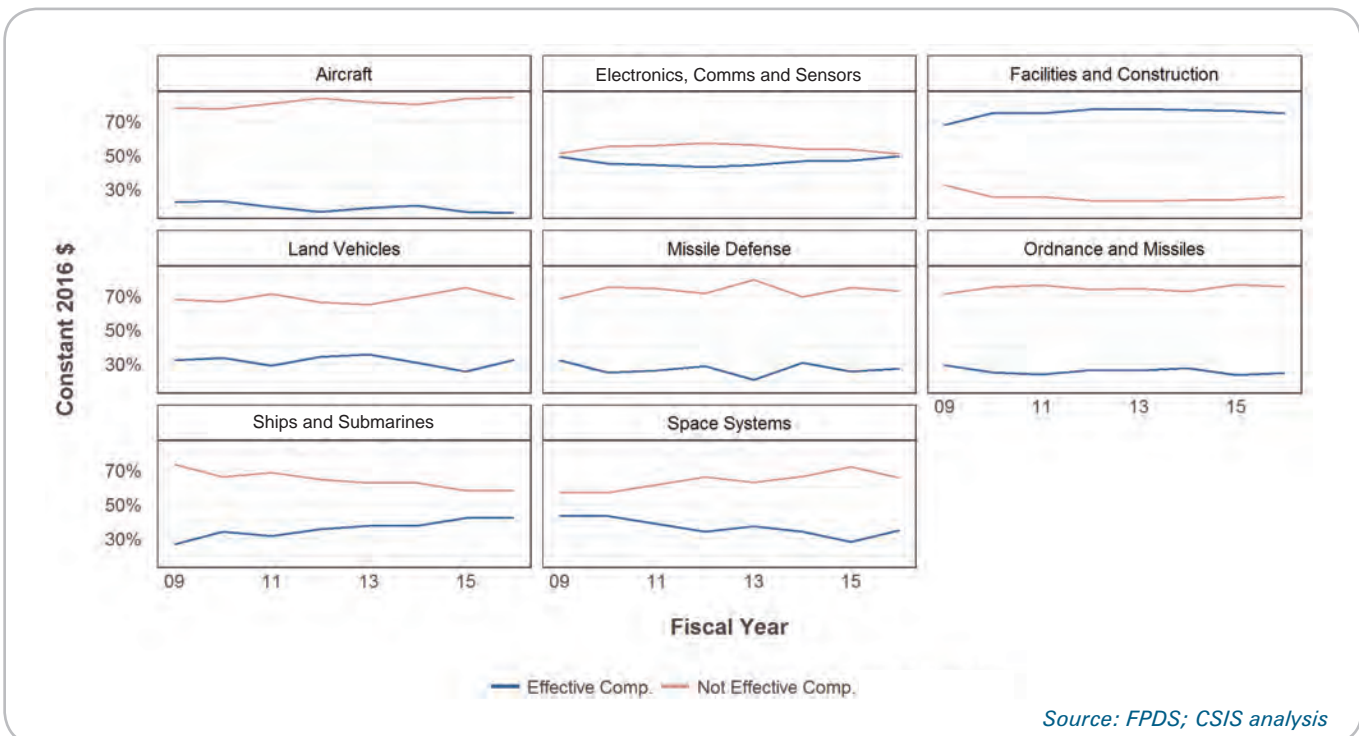 Aircraft
Electronics, Comms and Sensors
Facilities and Construction
70%
50%
30%
Land Vehicles
Missile Defense
Ordnance and Missiles
70%
50%
30%
09 11 13 15
Ships and Submarines
Space Systems
70%
50%
30%
09 11 13 15
09 11 13 15
Constant 2016 $
Fiscal Year
Effective Comp. Not Effective Comp.
Source: FPDS; CSIS analysis